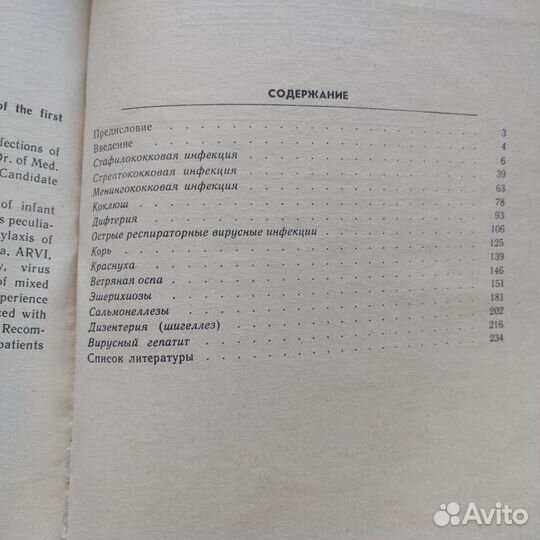 of the first
fections of
Dr. of Med.
Candidate
of infant
s peculia-
ylaxis of
a, ARVI,
y, virus
of mixed
perience
ced with
Recom-
patients
СОДЕРЖАНИЕ
Предисловие 3
Введение 4
Стафилококковая инфекция 6
Стрептококковая инфекция 39
Менингококковая инфекция 63
Коклюш 78
Дифтерия 93
Острые респираторные вирусные инфекции 106
Корь 125
Краснуха 139
Ветряная оспа 146
Эшерихиозы 151
Сальмонеллезы 181
Дизентерия (шигеллез) 202
Вирусный гепатит 216
Список литературы 234
Avito